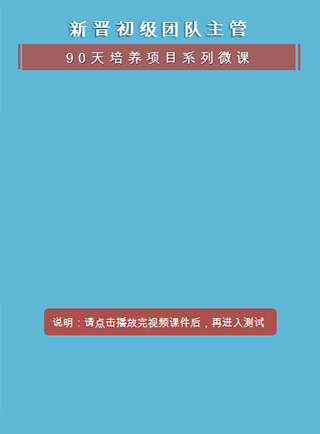 新晋初级团队主管
90天培养项目系列微课
说明：请点击播放完视频课件后，再进入测试